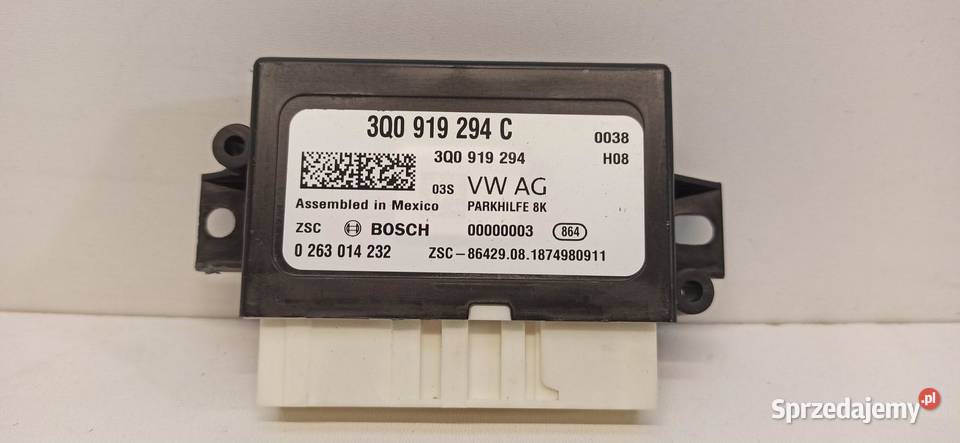 3Q0 919 294 C
0038
3Q0 919 294
H08
03S VW AG
Assembled in Mexico
PARKHILFE 8K
ZSC BOSCH 00000003 864
0 263 014 232
ZSC-86429.08.1874980911
Sprzedajemy.pl